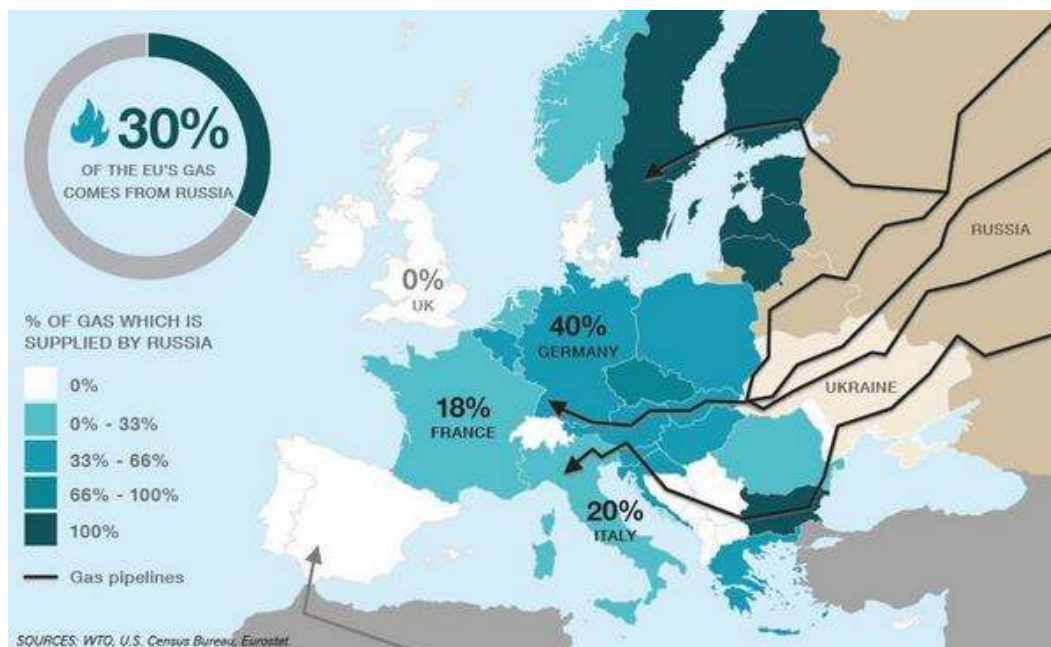 30%
OF THE EU'S GAS
COMES FROM RUSSIA
% OF GAS WHICH IS
SUPPLIED BY RUSSIA
0%
0% - 33%
33% - 66%
66% - 100%
100%
Gas pipelines
0%
UK
40%
GERMANY
18%
FRANCE
20%
ITALY
RUSSIA
UKRAINE
SOURCES: WTO, U.S. Census Bureau, Eurostat.